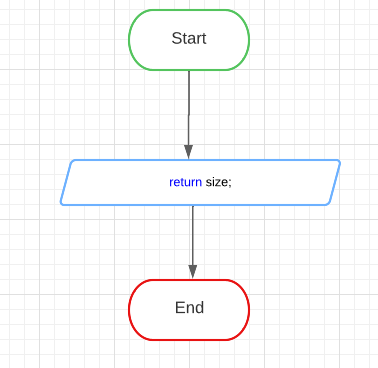 Start
return size;
End